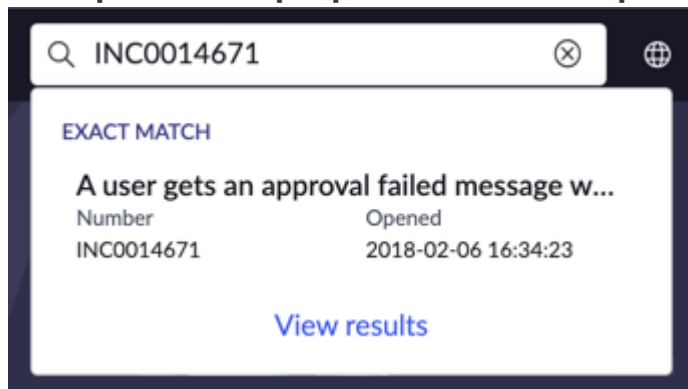 INC0014671
EXACT MATCH
A user gets an approval failed message w...
Number Opened
INC0014671 2018-02-06 16:34:23
View results